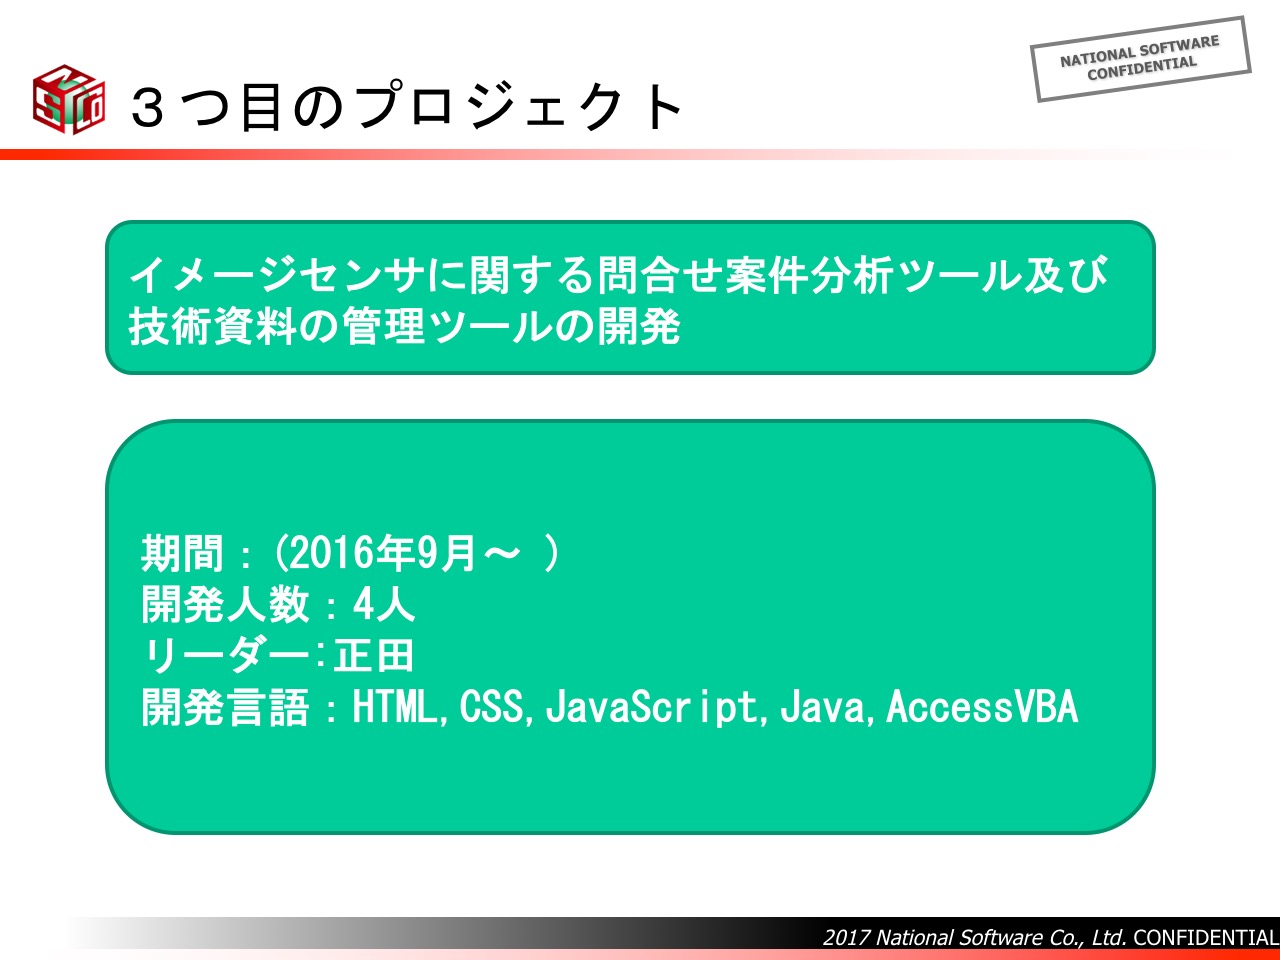 NATIONAL SOFTWARE
CONFIDENTIAL
３つ目のプロジェクト
イメージセンサに関する問合せ案件分析ツール及び
技術資料の管理ツールの開発
期間：(2016年9月～ )
開発人数：4人
リーダー:正田
開発言語：HTML,CSS,JavaScript,Java,AccessVBA
2017 National Software Co., Ltd. CONFIDENTIAL